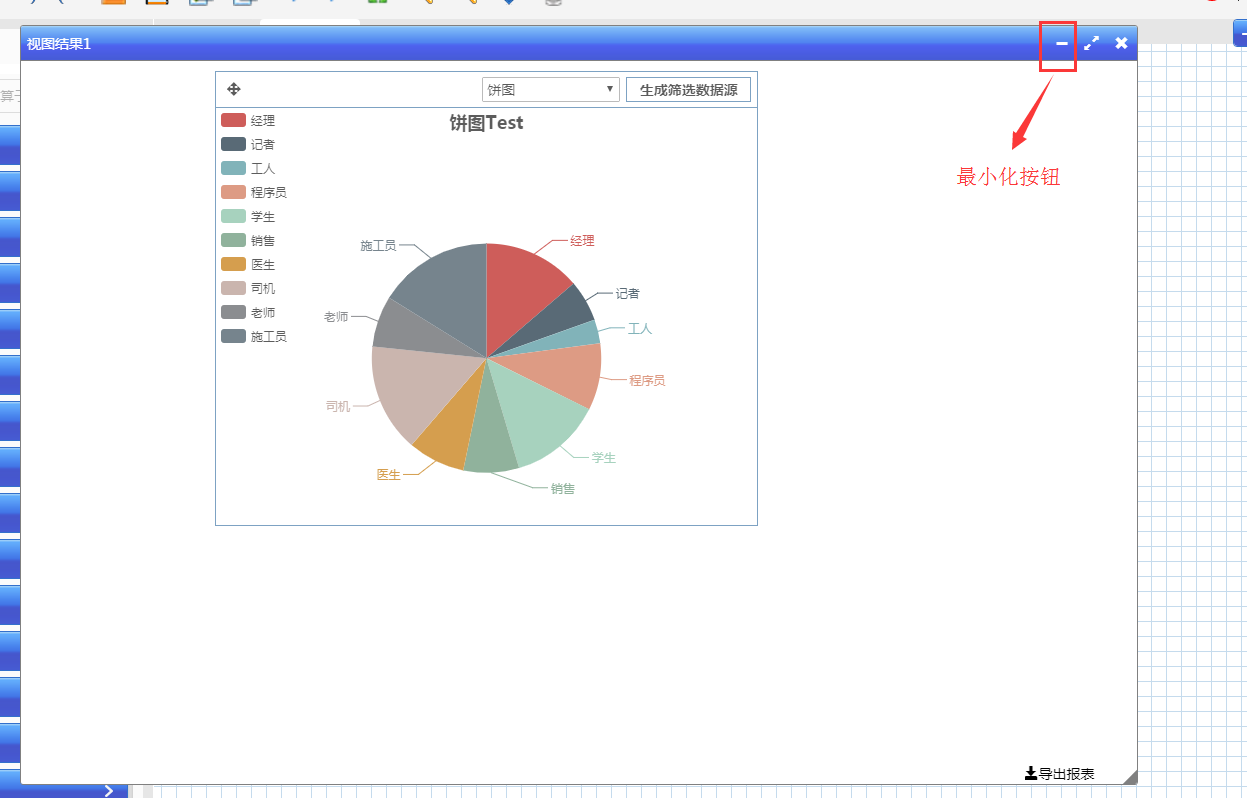 视图结果1
算子
饼图
生成筛选数据源
饼图Test
经理
记者
工人
程序员
学生
销售
医生
司机
老师
施工员
施工员
经理
记者
老师
工人
程序员
司机
学生
医生
销售
最小化按钮
导出报表